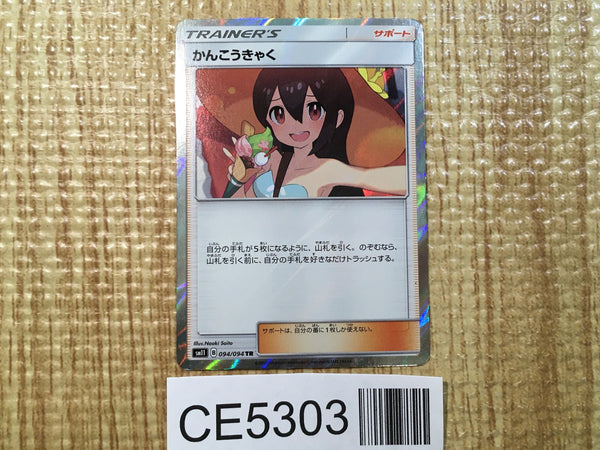 TRAINER'S サポート
かんこうきゃく
自分の手札が5枚になるように、山札を引く。のぞむなら、
山札を引く前に、自分の手札を好きなだけトラッシュする。
サポートは、自分の番に1枚しか使えない。
Illus.Naoki Saito
sm11 B 094/094 TR
CE5303